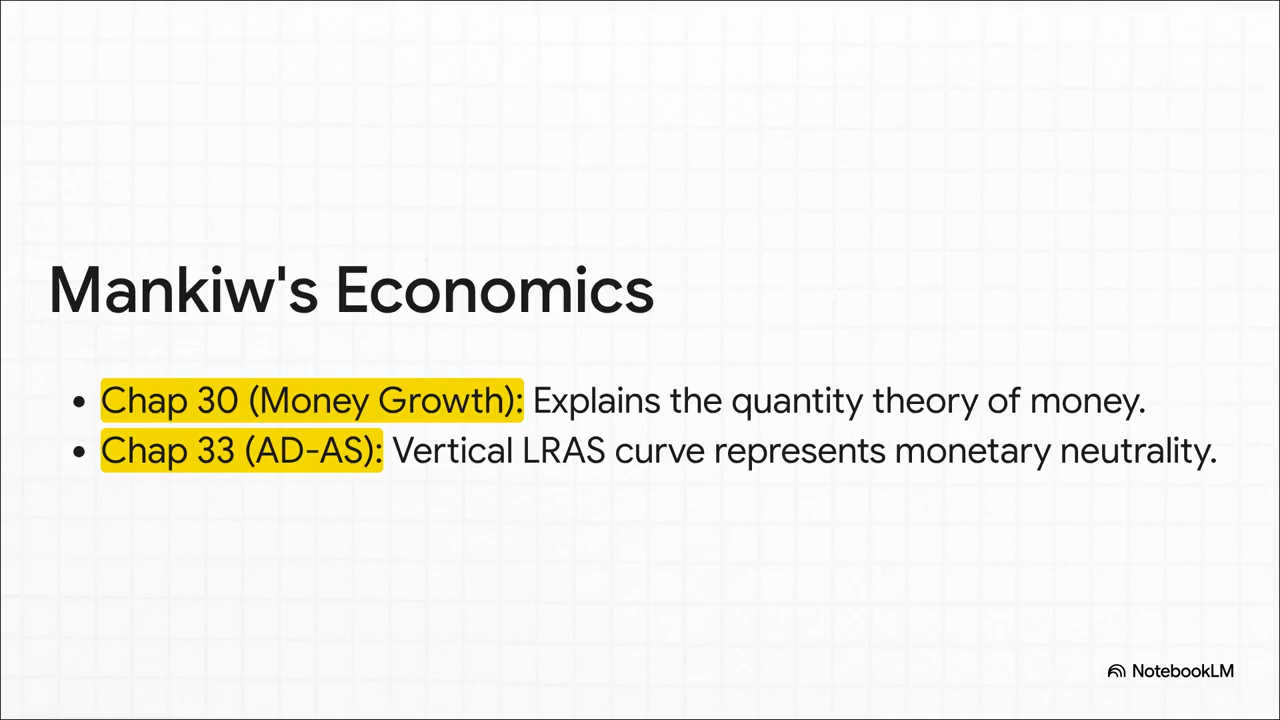 Mankiw's Economics
• Chap 30 (Money Growth): Explains the quantity theory of money.
• Chap 33 (AD-AS): Vertical LRAS curve represents monetary neutrality.
NotebookLM